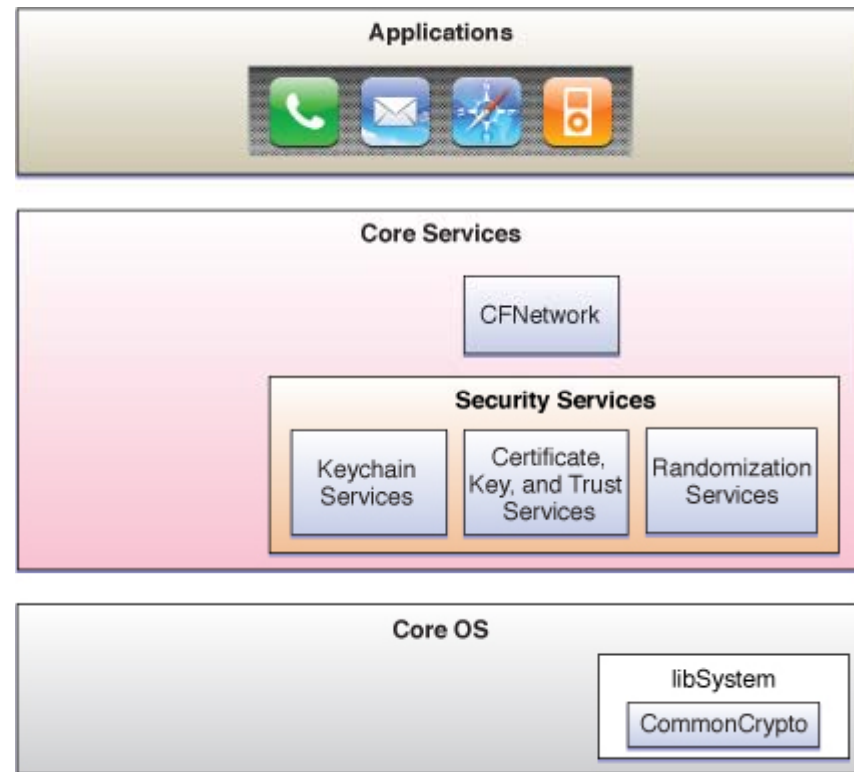 Applications
Core Services
CFNetwork
Security Services
Keychain
Services
Certificate,
Key, and Trust
Services
Randomization
Services
Core OS
libSystem
CommonCrypto